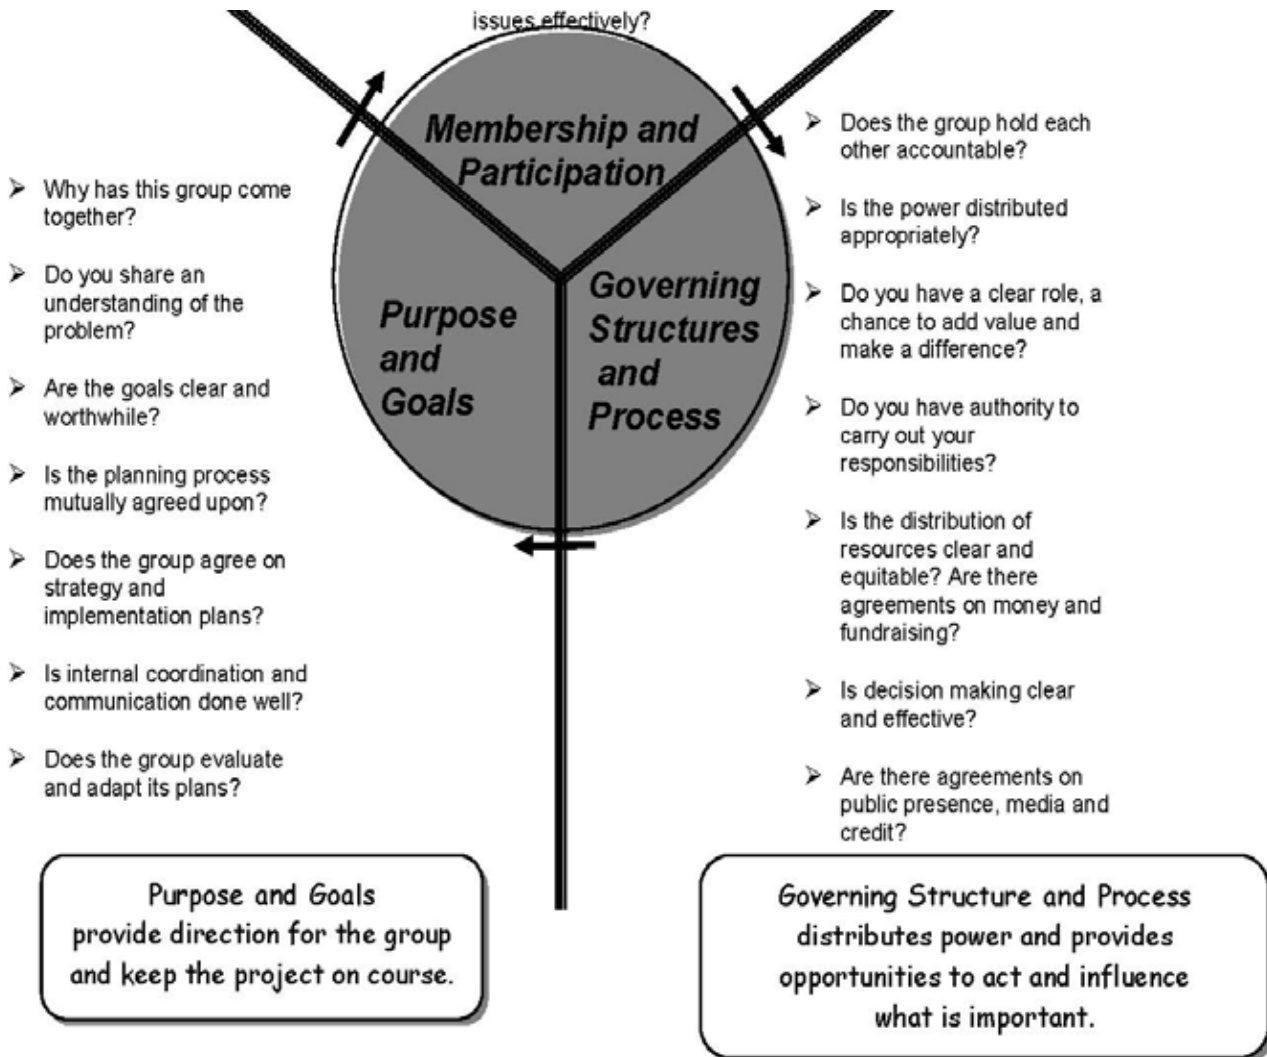 issues effectively?
Membership and
Participation
Purpose
and
Goals
Governing
Structures
and
Process
➢ Why has this group come
together?
➢ Do you share an
understanding of the
problem?
➢ Are the goals clear and
worthwhile?
➢ Is the planning process
mutually agreed upon?
➢ Does the group agree on
strategy and
implementation plans?
➢ Is internal coordination and
communication done well?
➢ Does the group evaluate
and adapt its plans?
➢ Does the group hold each
other accountable?
➢ Is the power distributed
appropriately?
➢ Do you have a clear role, a
chance to add value and
make a difference?
➢ Do you have authority to
carry out your
responsibilities?
➢ Is the distribution of
resources clear and
equitable? Are there
agreements on money and
fundraising?
➢ Is decision making clear
and effective?
➢ Are there agreements on
public presence, media and
credit?
Purpose and Goals
provide direction for the group
and keep the project on course.
Governing Structure and Process
distributes power and provides
opportunities to act and influence
what is important.